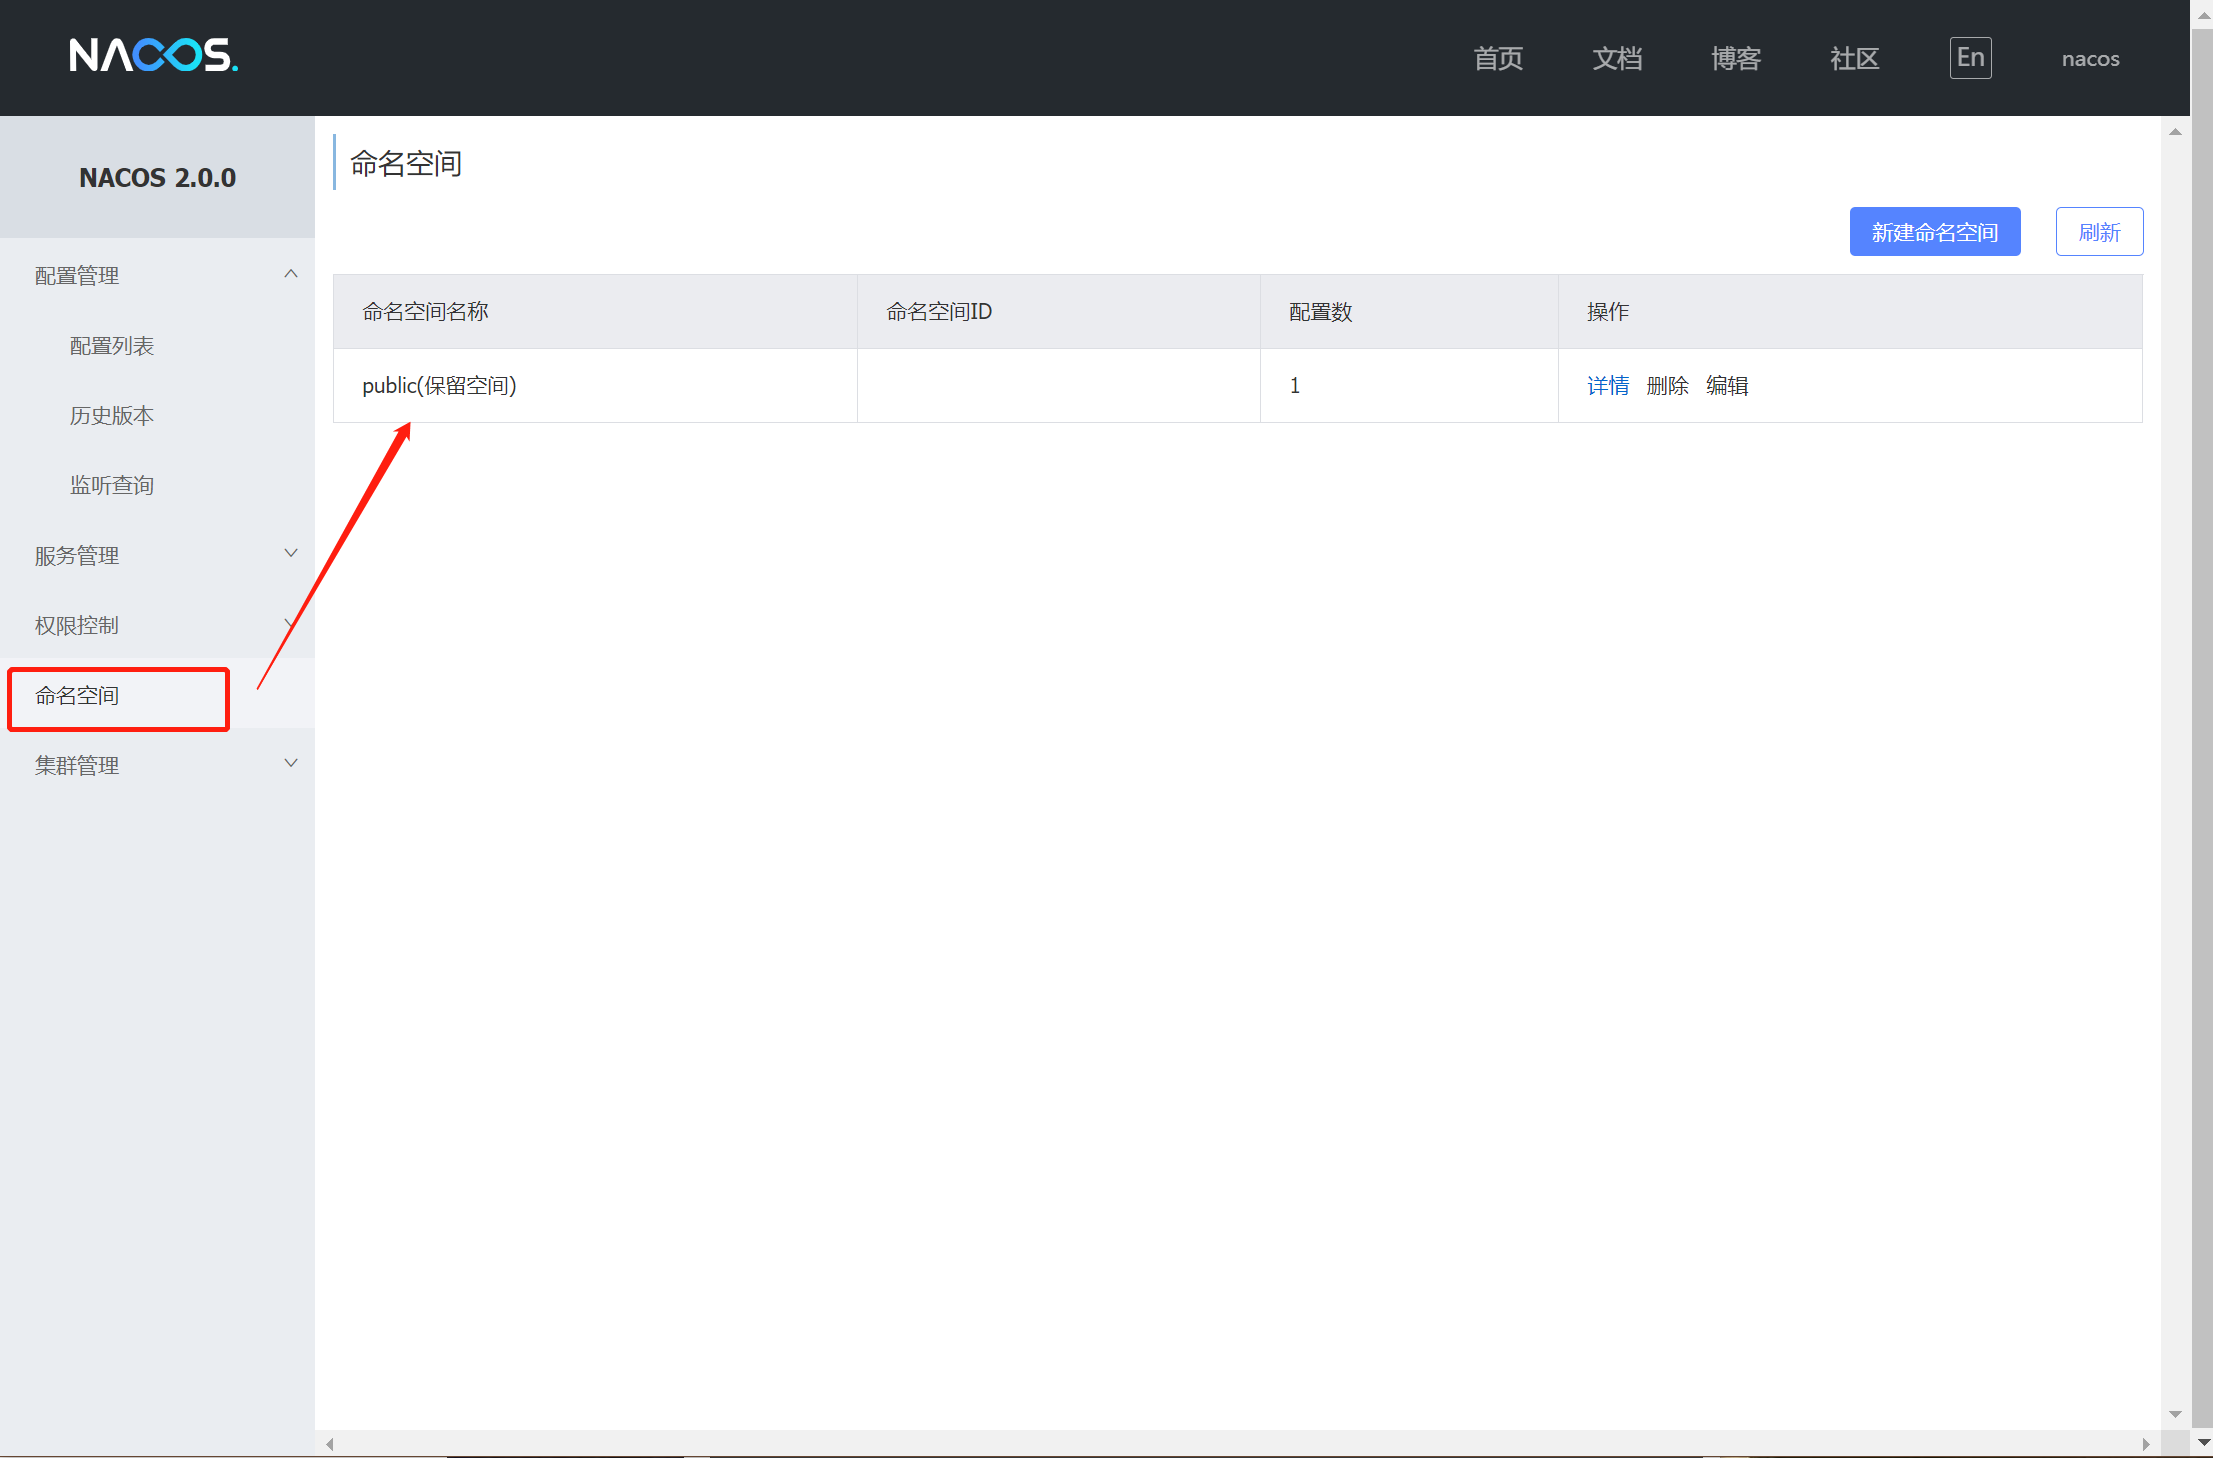 NACOS.
首页 文档 博客 社区 En nacos
NACOS 2.0.0
配置管理
配置列表
历史版本
监听查询
服务管理
权限控制
命名空间
集群管理
命名空间
新建命名空间 刷新
命名空间名称 命名空间ID 配置数 操作
public(保留空间) 1 详情 删除 编辑